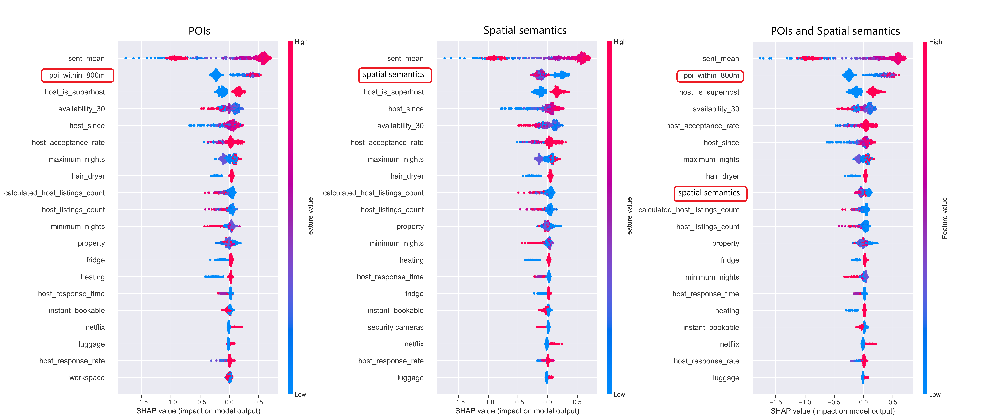 POIs
High
sent_mean
poi_within_800m
host_is_superhost
availability_30
host_since
host_acceptance_rate
maximum_nights
hair_dryer
calculated_host_listings_count
host_listings_count
minimum_nights
property
fridge
heating
host_response_time
instant_bookable
netflix
luggage
host_response_rate
workspace
Feature value
Low
−1.5 −1.0 −0.5 0.0 0.5
SHAP value (impact on model output)
Spatial semantics
High
sent_mean
spatial semantics
host_is_superhost
host_since
availability_30
host_acceptance_rate
maximum_nights
hair_dryer
calculated_host_listings_count
host_listings_count
property
minimum_nights
heating
host_response_time
fridge
instant_bookable
security cameras
netflix
host_response_rate
luggage
Feature value
Low
−1.5 −1.0 −0.5 0.0 0.5
SHAP value (impact on model output)
POIs and Spatial semantics
High
sent_mean
poi_within_800m
host_is_superhost
availability_30
host_acceptance_rate
host_since
maximum_nights
hair_dryer
spatial semantics
calculated_host_listings_count
host_listings_count
property
fridge
minimum_nights
host_response_time
heating
instant_bookable
netflix
host_response_rate
luggage
Feature value
Low
−1.5 −1.0 −0.5 0.0 0.5
SHAP value (impact on model output)